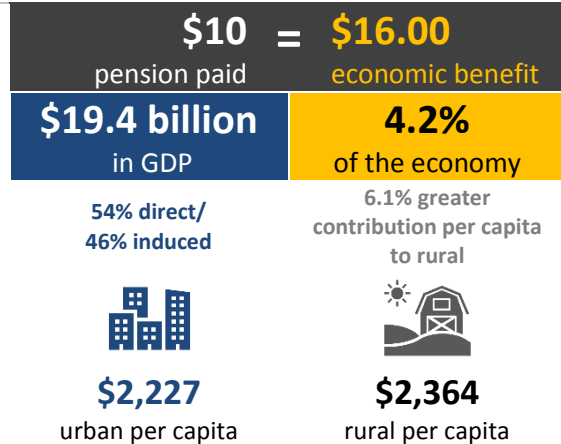 $10 = $16.00
pension paid
economic benefit
$19.4 billion
in GDP
4.2%
of the economy
54% direct/
46% induced
6.1% greater
contribution per capita
to rural
$2,227
urban per capita
$2,364
rural per capita